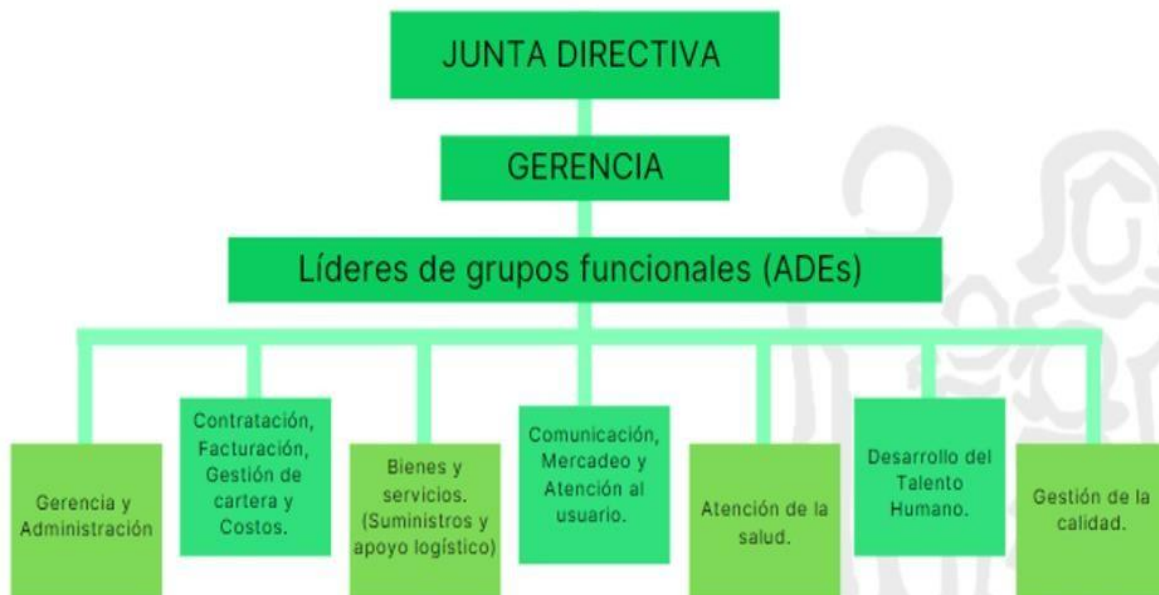 JUNTA DIRECTIVA
GERENCIA
Líderes de grupos funcionales (ADEs)
Gerencia y
Administración
Contratación,
Facturación,
Gestión de
cartera y
Costos.
Bienes y
servicios.
(Suministros y
apoyo logístico)
Comunicación,
Mercadeo y
Atención al
usuario.
Atención de la
salud.
Desarrollo del
Talento
Humano.
Gestión de la
calidad.